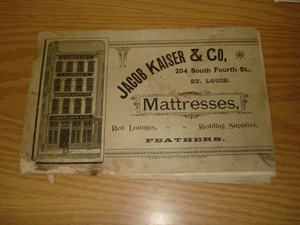 JACOB KAISER & CO,
204 South Fourth St.,
ST. LOUIS.
Mattresses,
Bed Lounges, Bedding Supplies,
FEATHERS.